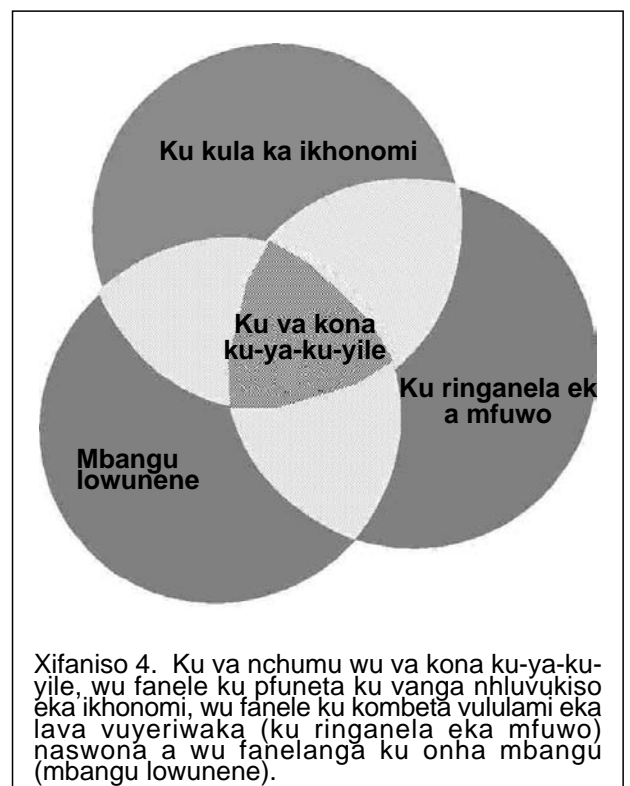 Ku kula ka ikhonomi
Ku va kona
ku-ya-ku-yile
Ku ringanela ek
a mfuwo
Mbangu
lowunene
Xifaniso 4. Ku va nchumu wu va kona ku-ya-ku-
yile, wu fanele ku pfuneta ku vanga nhluvukiso
eka ikhonomi, wu fanele ku kombeta vululami eka
lava vuyeriwaka (ku ringanela eka mfuwo)
naswona a wu fanelanga ku onha mbangu
(mbangu lowunene).